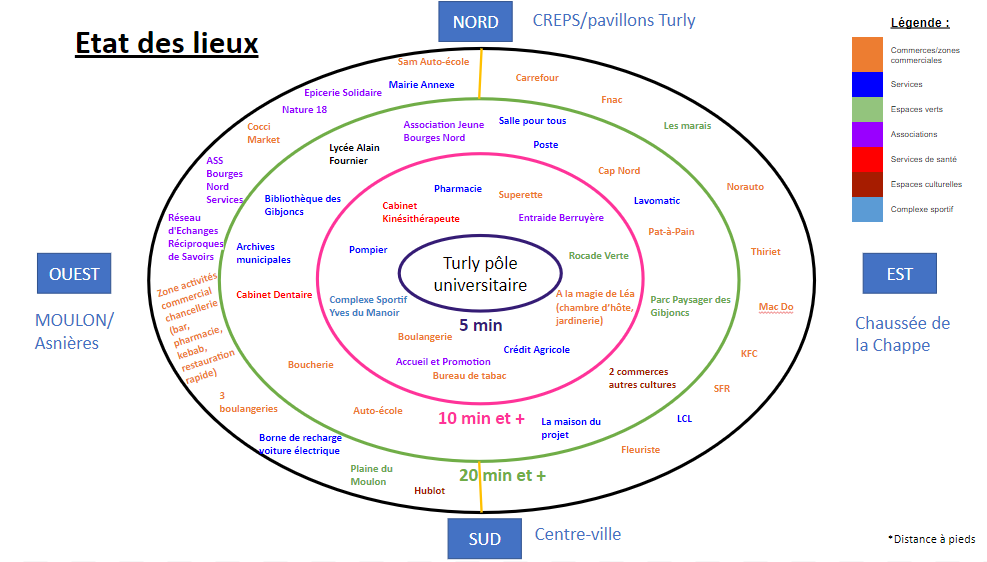 Etat des lieux
NORD
CREPS/pavillons Turly
Légende :
Commerces/zones
commerciales
Services
Espaces verts
Associations
Services de santé
Espaces culturelles
Complexe sportif
Sam Auto-école
Mairie Annexe
Carrefour
Epicerie Solidaire
Fnac
Nature 18
Cocci
Market
Les marais
Association Jeune
Bourges Nord
Salle pour tous
Poste
Lycée Alain
Fournier
ASS
Bourges
Nord
Services
Cap Nord
Norauto
Pharmacie
Superette
Bibliothèque des
Gibjoncs
Lavomatic
Cabinet
Kinésithérapeute
Entraide Berruyère
Réseau
d'Echanges
Réciproques
de Savoirs
Pat-à-Pain
Archives
municipales
Pompier
Rocade Verte
Thiriet
OUEST
MOULON/
Asnières
Turly pôle
universitaire
5 min
EST
Chaussée de
la Chappe
Zone activités
commercial
chancellerie
(bar,
pharmacie,
kebab,
restauration
rapide)
Cabinet Dentaire
Complexe Sportif
Yves du Manoir
A la magie de Léa
(chambre d'hôte,
jardinerie)
Parc Paysager des
Gibjoncs
Mac Do
Boulangerie
Crédit Agricole
KFC
Accueil et Promotion
Bureau de tabac
Boucherie
2 commerces
autres cultures
SFR
3
boulangeries
Auto-école
10 min et +
La maison du
projet
LCL
Borne de recharge
voiture électrique
Fleuriste
Plaine du
Moulon
20 min et +
Hublot
SUD
Centre-ville
*Distance à pieds